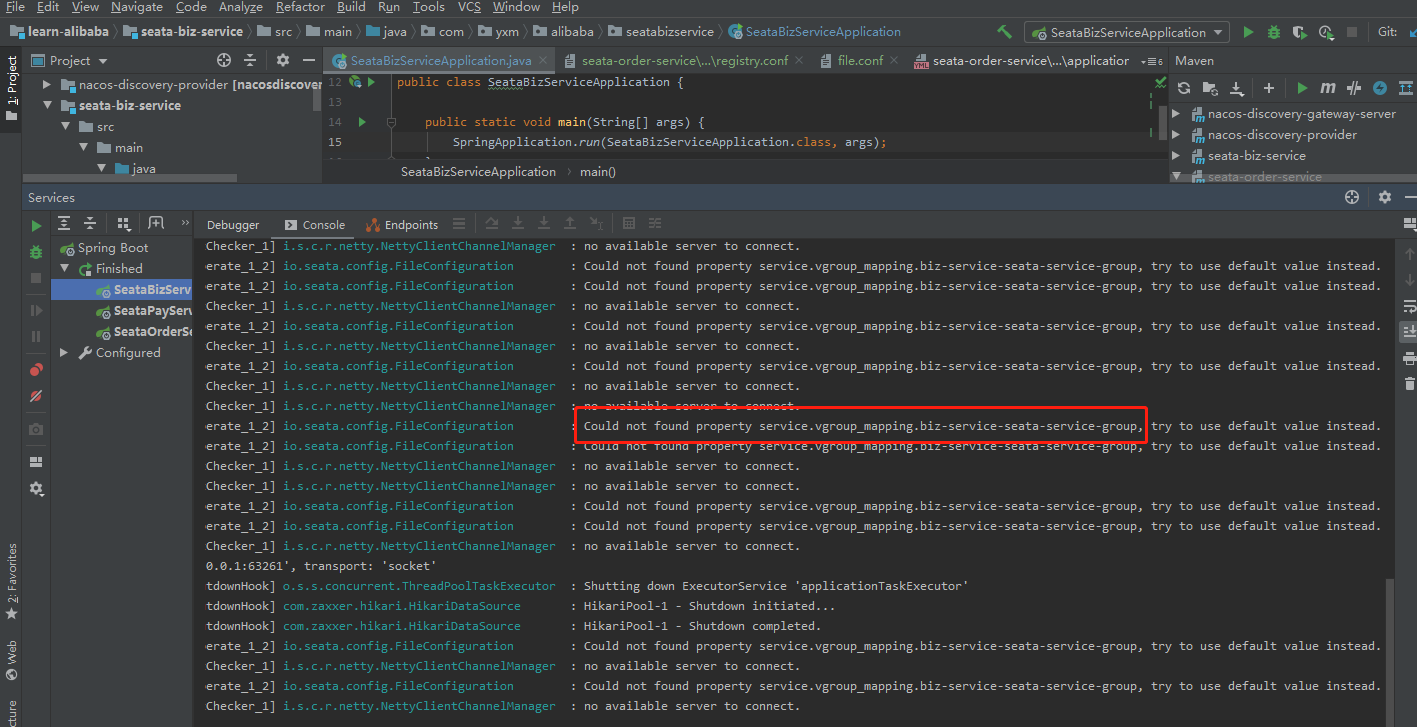 File Edit View Navigate Code Analyze Refactor Build Run Tools VCS Window Help
learn-alibaba seata-biz-service src main java com yxm alibaba seatabizservice SeataBizServiceApplication SeataBizServiceApplication Git:
1: Project
Project
SeataBizServiceApplication.java seata-order-service\...\registry.conf file.conf seata-order-service\...\applicatior 6
Maven
nacos-discovery-provider [nacosdiscover
seata-biz-service
src
main
java
12 public class SeataBizServiceApplication {
13
14 public static void main(String[] args) {
15 SpringApplication.run(SeataBizServiceApplication.class, args);
SeataBizServiceApplication main()
nacos-discovery-gateway-server
nacos-discovery-provider
seata-biz-service
seata-order-service
Services
Debugger Console Endpoints
Spring Boot
Finished
SeataBizServ
SeataPayServ
SeataOrderSe
Configured
Checker_1] i.s.c.r.netty.NettyClientChannelManager : no available server to connect.
erate_1_2] io.seata.config.FileConfiguration : Could not found property service.vgroup_mapping.biz-service-seata-service-group, try to use default value instead.
erate_1_2] io.seata.config.FileConfiguration : Could not found property service.vgroup_mapping.biz-service-seata-service-group, try to use default value instead.
Checker_1] i.s.c.r.netty.NettyClientChannelManager : no available server to connect.
erate_1_2] io.seata.config.FileConfiguration : Could not found property service.vgroup_mapping.biz-service-seata-service-group, try to use default value instead.
Checker_1] i.s.c.r.netty.NettyClientChannelManager : no available server to connect.
erate_1_2] io.seata.config.FileConfiguration : Could not found property service.vgroup_mapping.biz-service-seata-service-group, try to use default value instead.
Checker_1] i.s.c.r.netty.NettyClientChannelManager : no available server to connect.
Checker_1] i.s.c.r.netty.NettyClientChannelManager : no available server to connect.
erate_1_2] io.seata.config.FileConfiguration : Could not found property service.vgroup_mapping.biz-service-seata-service-group, try to use default value instead.
erate_1_2] io.seata.config.FileConfiguration : Could not found property service.vgroup_mapping.biz-service-seata-service-group, try to use default value instead.
Checker_1] i.s.c.r.netty.NettyClientChannelManager : no available server to connect.
Checker_1] i.s.c.r.netty.NettyClientChannelManager : no available server to connect.
erate_1_2] io.seata.config.FileConfiguration : Could not found property service.vgroup_mapping.biz-service-seata-service-group, try to use default value instead.
erate_1_2] io.seata.config.FileConfiguration : Could not found property service.vgroup_mapping.biz-service-seata-service-group, try to use default value instead.
Checker_1] i.s.c.r.netty.NettyClientChannelManager : no available server to connect.
0.0.1:63261', transport: 'socket'
tdownHook] o.s.s.concurrent.ThreadPoolTaskExecutor : Shutting down ExecutorService 'applicationTaskExecutor'
tdownHook] com.zaxxer.hikari.HikariDataSource : HikariPool-1 - Shutdown initiated...
tdownHook] com.zaxxer.hikari.HikariDataSource : HikariPool-1 - Shutdown completed.
erate_1_2] io.seata.config.FileConfiguration : Could not found property service.vgroup_mapping.biz-service-seata-service-group, try to use default value instead.
Checker_1] i.s.c.r.netty.NettyClientChannelManager : no available server to connect.
erate_1_2] io.seata.config.FileConfiguration : Could not found property service.vgroup_mapping.biz-service-seata-service-group, try to use default value instead.
Checker_1] i.s.c.r.netty.NettyClientChannelManager : no available server to connect.
2: Favorites
Web
cture